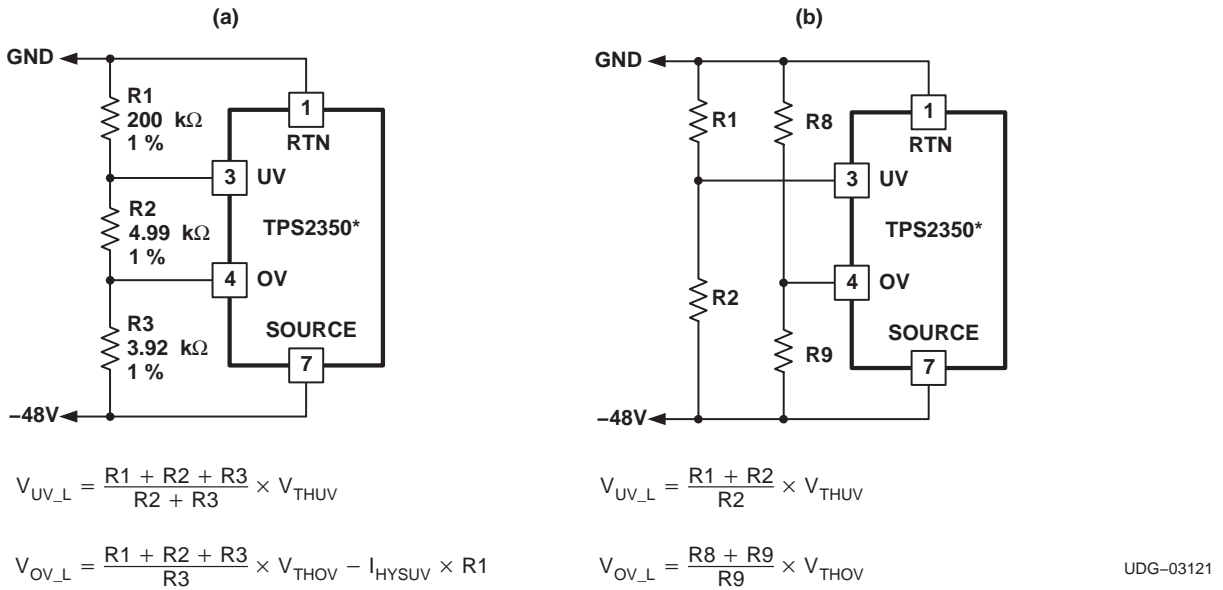 (a)
GND
R1
200 kΩ
1 %
1
RTN
3 UV
R2
4.99 kΩ
1 %
TPS2350*
4 OV
R3
3.92 kΩ
1 %
SOURCE
7
–48V
V_UV_L = (R1 + R2 + R3)/(R2 + R3) × V_THUV
V_OV_L = (R1 + R2 + R3)/R3 × V_THOV − I_HYSUV × R1
(b)
GND
R1
R8
1
RTN
3 UV
TPS2350*
4 OV
R2
SOURCE
R9
7
–48V
V_UV_L = (R1 + R2)/R2 × V_THUV
V_OV_L = (R8 + R9)/R9 × V_THOV
UDG–03121